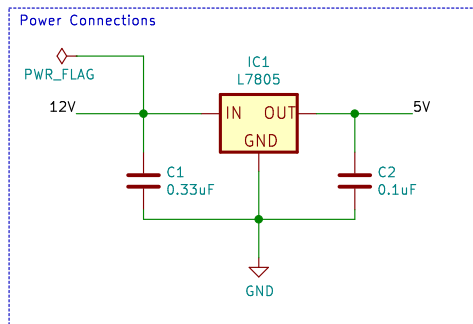 Power Connections
PWR_FLAG
IC1
L7805
12V
IN OUT
5V
GND
C1
0.33uF
C2
0.1uF
GND